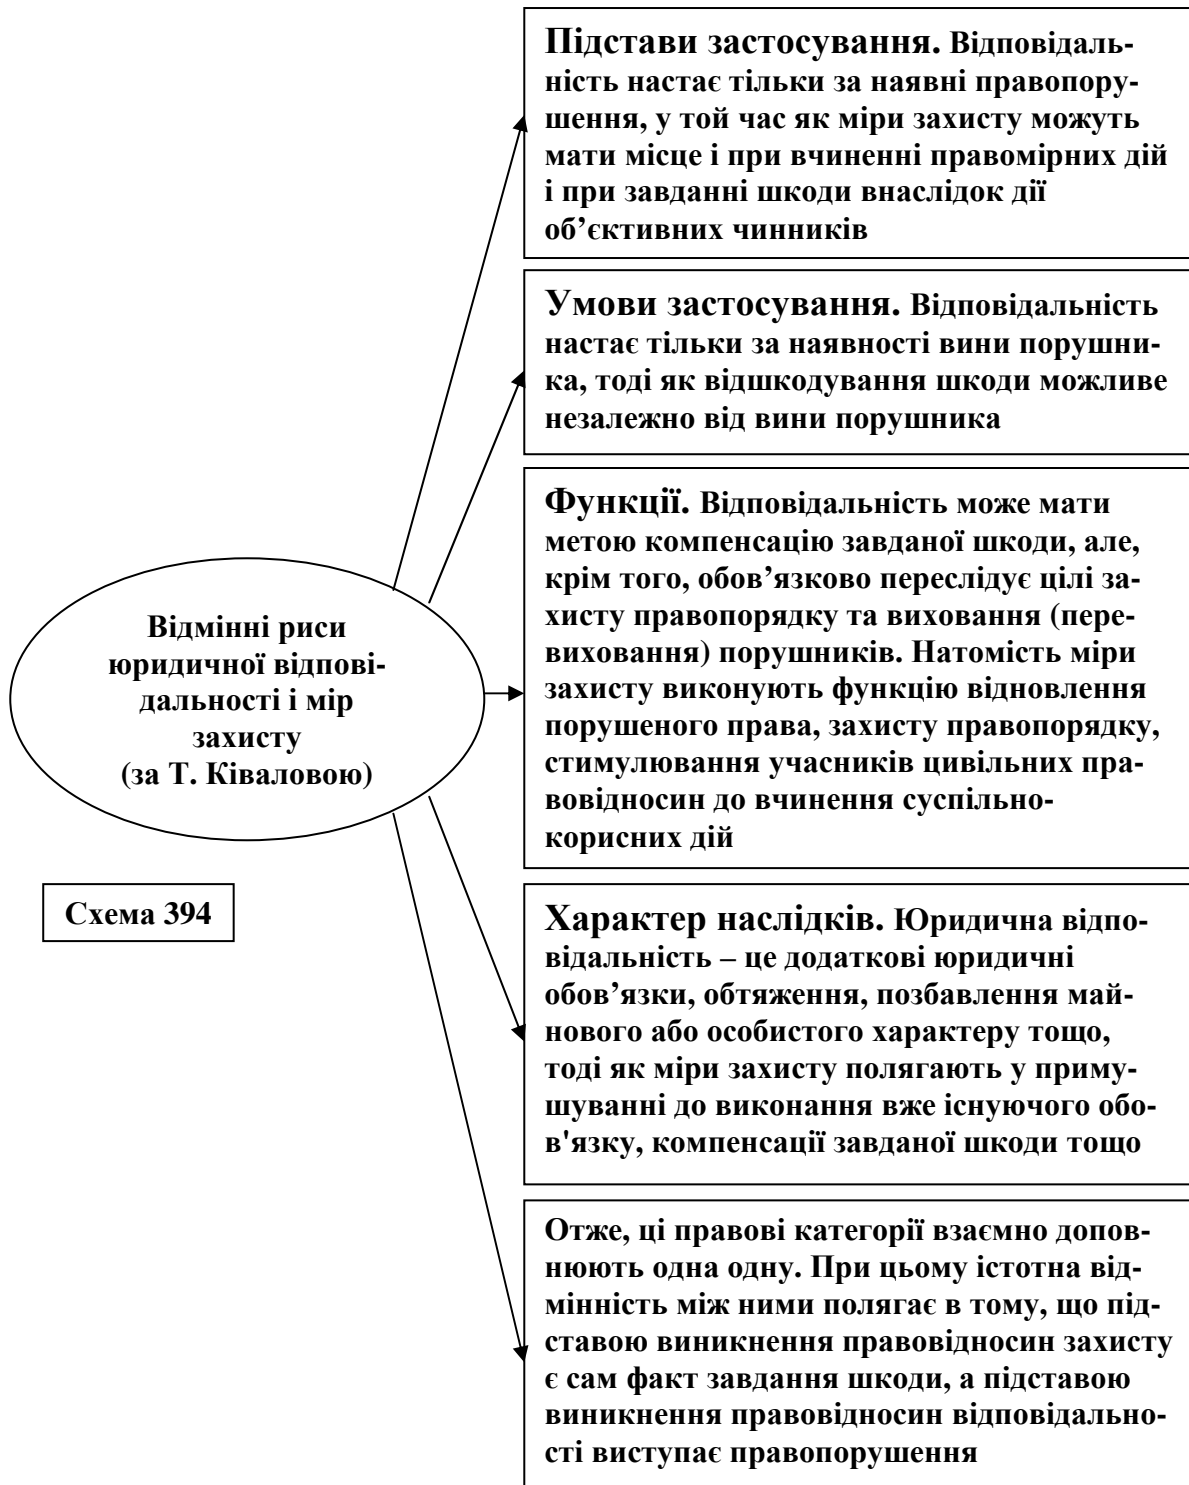 Підстави застосування. Відповідаль-
ність настає тільки за наявні правопору-
шення, у той час як міри захисту можуть
мати місце і при вчиненні правомірних дій
і при завданні шкоди внаслідок дії
об’єктивних чинників
Умови застосування. Відповідальність
настає тільки за наявності вини порушни-
ка, тоді як відшкодування шкоди можливе
незалежно від вини порушника
Функції. Відповідальність може мати
метою компенсацію завданої шкоди, але,
крім того, обов’язково переслідує цілі за-
хисту правопорядку та виховання (пере-
виховання) порушників. Натомість міри
захисту виконують функцію відновлення
порушеного права, захисту правопорядку,
стимулювання учасників цивільних пра-
вовідносин до вчинення суспільно-
корисних дій
Відмінні риси
юридичної відпові-
дальності і мір
захисту
(за Т. Ківаловою)
Схема 394
Характер наслідків. Юридична відпо-
відальність – це додаткові юридичні
обов’язки, обтяження, позбавлення май-
нового або особистого характеру тощо,
тоді як міри захисту полягають у приму-
шуванні до виконання вже існуючого обо-
в'язку, компенсації завданої шкоди тощо
Отже, ці правові категорії взаємно допов-
нюють одна одну. При цьому істотна від-
мінність між ними полягає в тому, що під-
ставою виникнення правовідносин захисту
є сам факт завдання шкоди, а підставою
виникнення правовідносин відповідально-
сті виступає правопорушення